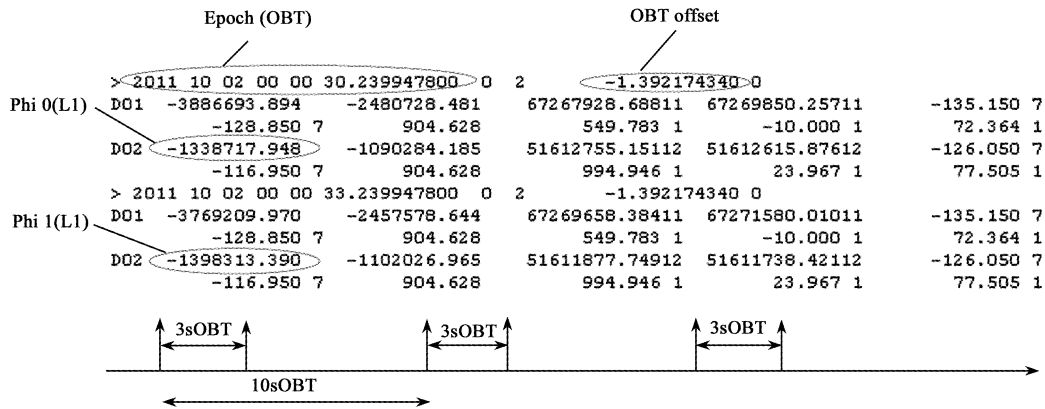 Epoch (OBT)
OBT offset
> 2011 10 02 00 00 30.239947800 0 2 -1.392174340 0
Phi 0(L1)
D01 -3886693.894 -2480728.481 67267928.68811 67269850.25711 -135.150 7
-128.850 7 904.628 549.783 1 -10.000 1 72.364 1
D02 -1338717.948 -1090284.185 51612755.15112 51612615.87612 -126.050 7
-116.950 7 904.628 994.946 1 23.967 1 77.505 1
> 2011 10 02 00 00 33.239947800 0 2 -1.392174340 0
Phi 1(L1)
D01 -3769209.970 -2457578.644 67269658.38411 67271580.01011 -135.150 7
-128.850 7 904.628 549.783 1 -10.000 1 72.364 1
D02 -1398313.390 -1102026.965 51611877.74912 51611738.42112 -126.050 7
-116.950 7 904.628 994.946 1 23.967 1 77.505 1
3sOBT 3sOBT 3sOBT
10sOBT